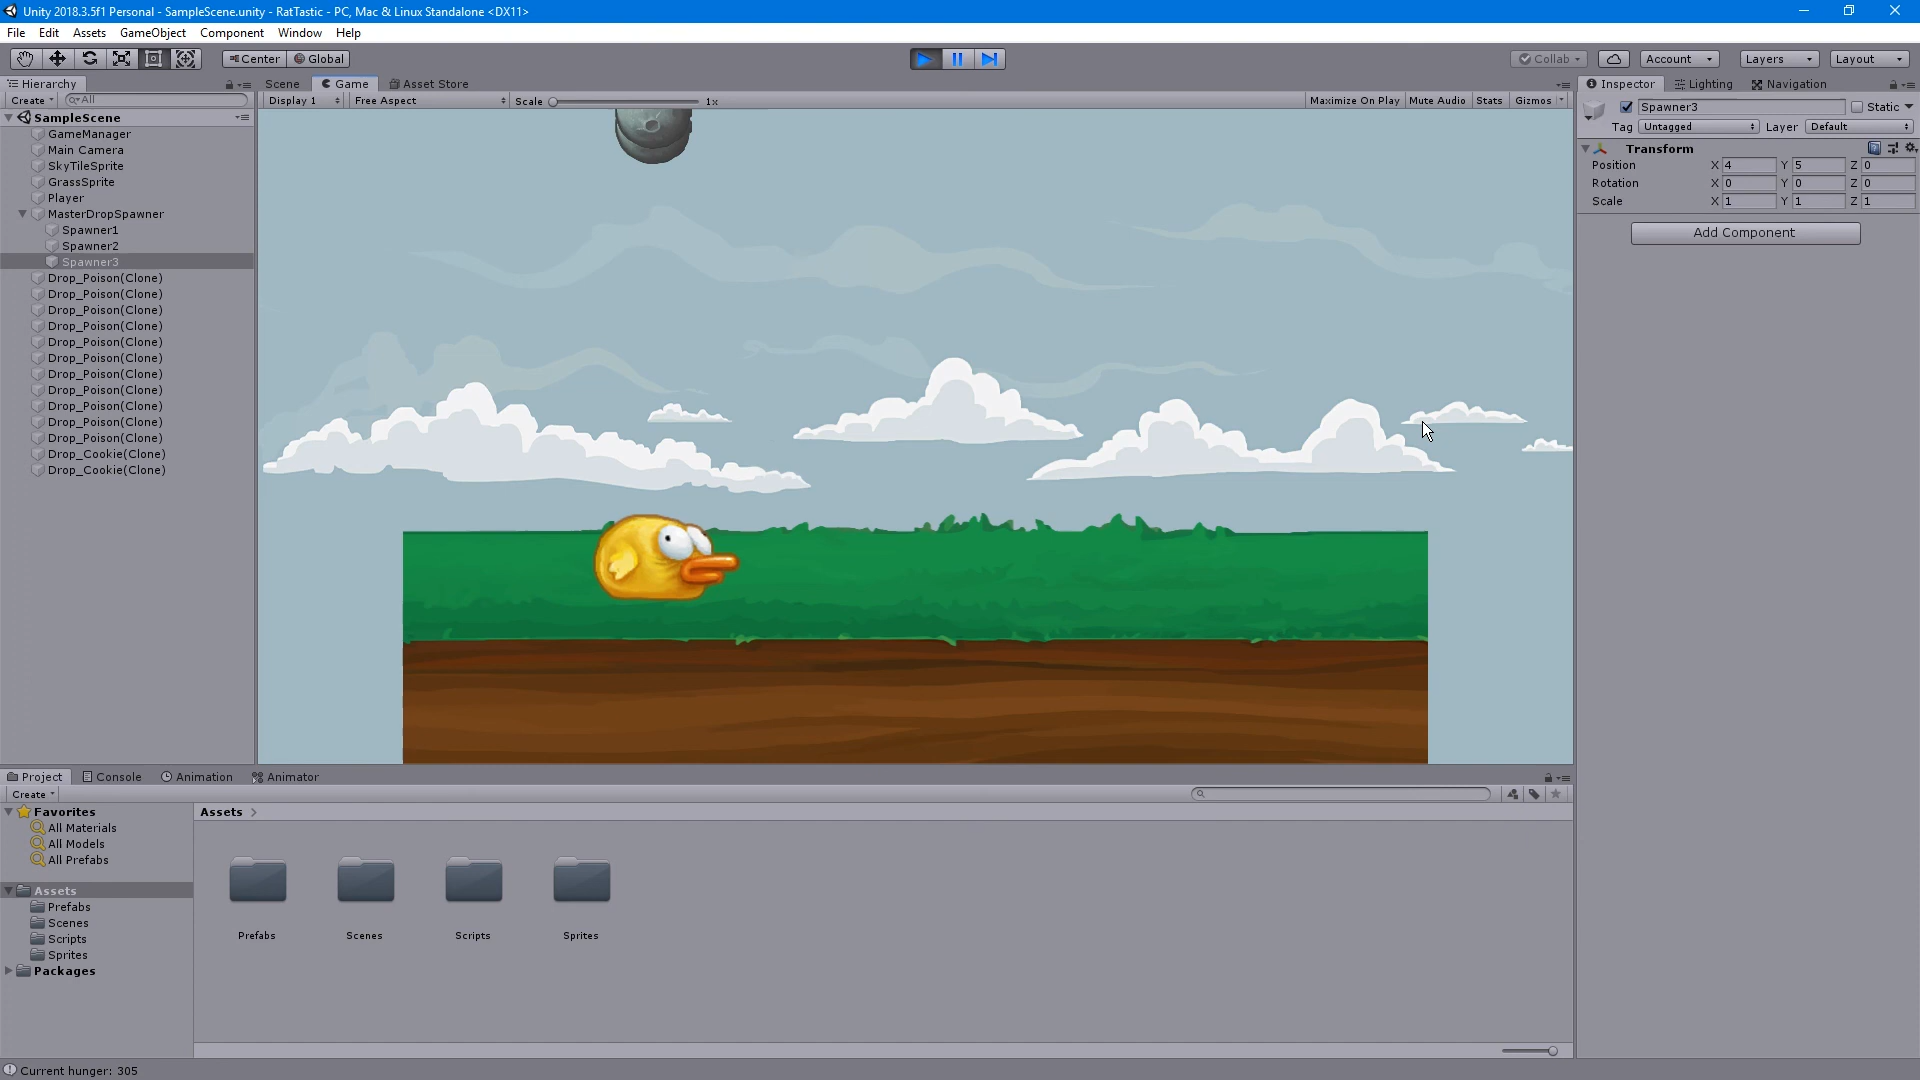 Unity 2018.3.5f1 Personal - SampleScene.unity - RatTastic - PC, Mac & Linux Standalone <DX11>
File Edit Assets GameObject Component Window Help
Center Global Collab Account Layers Layout
Hierarchy
Create All
SampleScene
GameManager
Main Camera
SkyTileSprite
GrassSprite
Player
MasterDropSpawner
Spawner1
Spawner2
Spawner3
Drop_Poison(Clone)
Drop_Poison(Clone)
Drop_Poison(Clone)
Drop_Poison(Clone)
Drop_Poison(Clone)
Drop_Poison(Clone)
Drop_Poison(Clone)
Drop_Poison(Clone)
Drop_Poison(Clone)
Drop_Poison(Clone)
Drop_Poison(Clone)
Drop_Cookie(Clone)
Drop_Cookie(Clone)
Scene Game Asset Store
Display 1 Free Aspect Scale 1x Maximize On Play Mute Audio Stats Gizmos
Inspector Lighting Navigation
Spawner3 Static
Tag Untagged Layer Default
Transform
Position X 4 Y 5 Z 0
Rotation X 0 Y 0 Z 0
Scale X 1 Y 1 Z 1
Add Component
Project Console Animation Animator
Create
Favorites
All Materials
All Models
All Prefabs
Assets
Prefabs
Scenes
Scripts
Sprites
Packages
Assets
Prefabs Scenes Scripts Sprites
Current hunger: 305